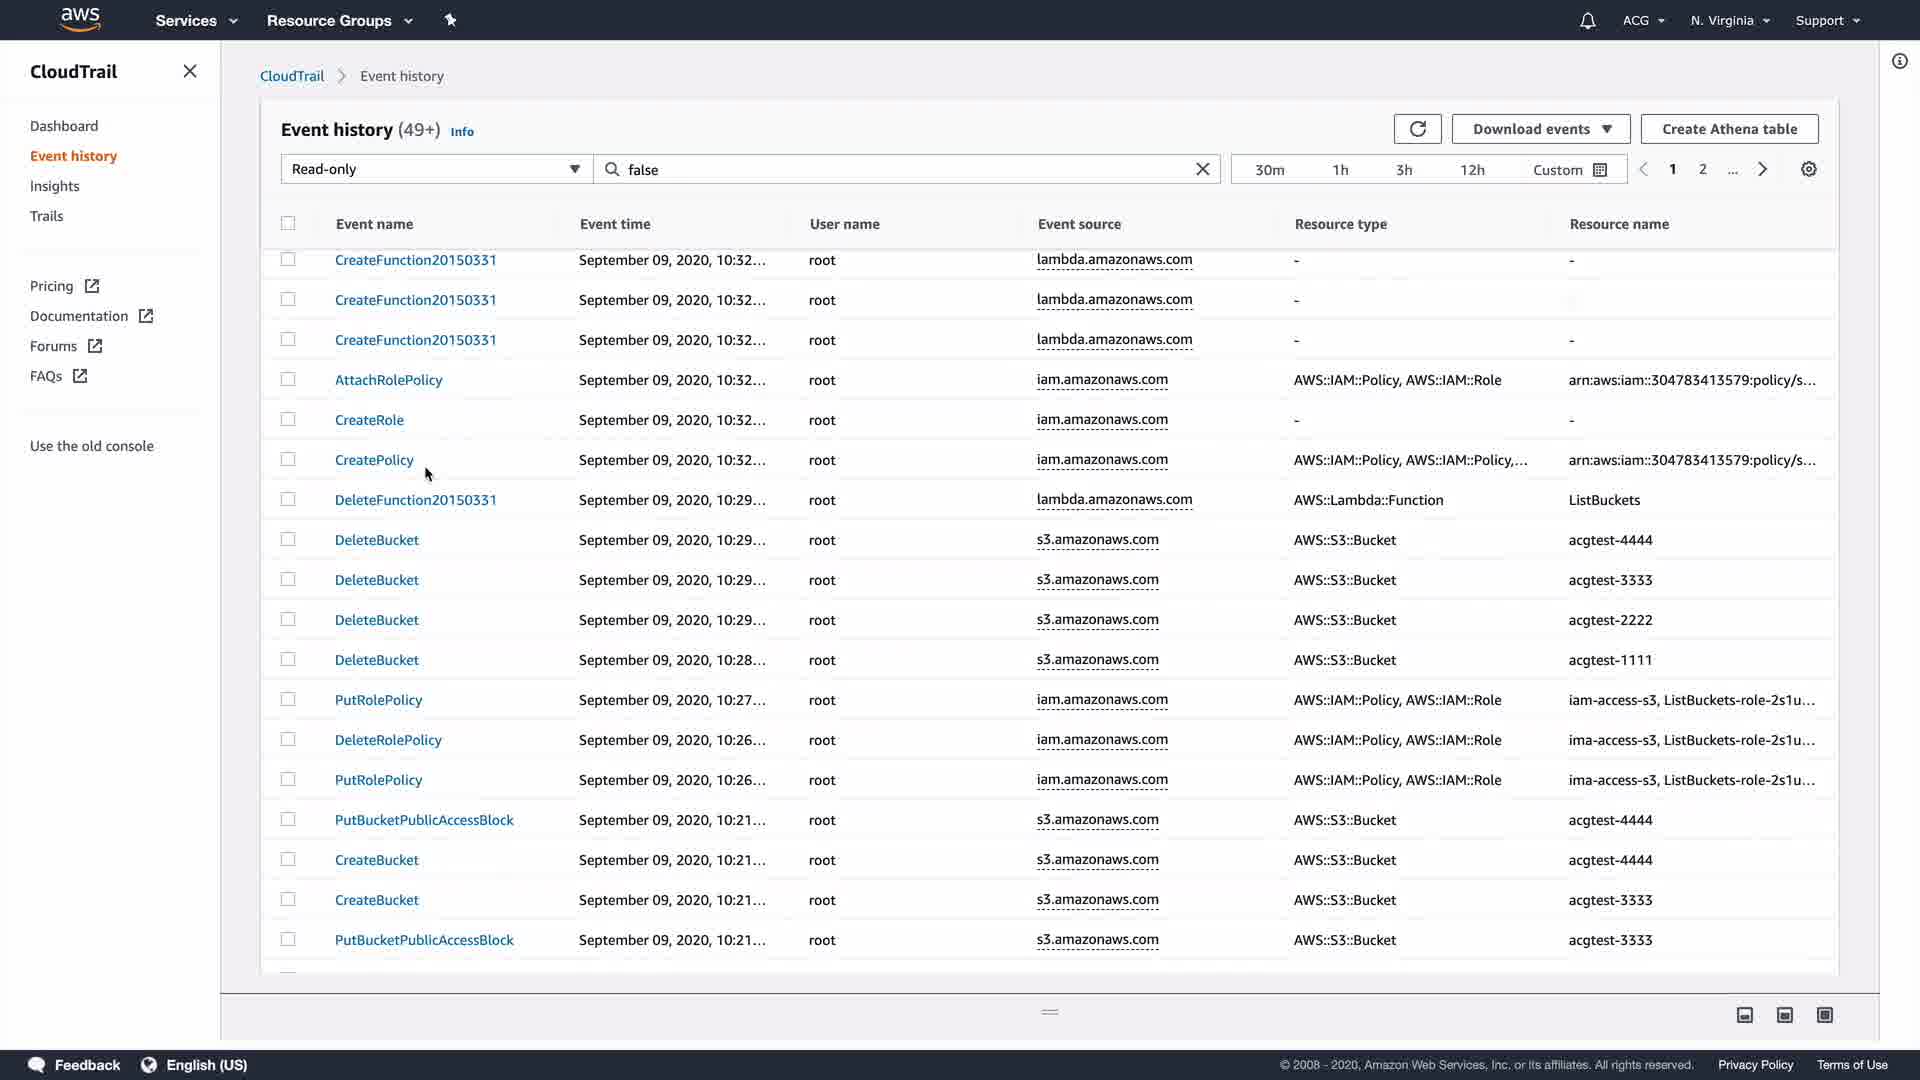 aws Services Resource Groups ACG N. Virginia Support
CloudTrail
Dashboard
Event history
Insights
Trails
Pricing
Documentation
Forums
FAQs
Use the old console
CloudTrail Event history
Event history (49+) Info Download events Create Athena table
Read-only false 30m 1h 3h 12h Custom 1 2 ...
Event name Event time User name Event source Resource type Resource name
CreateFunction20150331 September 09, 2020, 10:32... root lambda.amazonaws.com - -
CreateFunction20150331 September 09, 2020, 10:32... root lambda.amazonaws.com -
CreateFunction20150331 September 09, 2020, 10:32... root lambda.amazonaws.com - -
AttachRolePolicy September 09, 2020, 10:32... root iam.amazonaws.com AWS::IAM::Policy, AWS::IAM::Role arn:aws:iam::304783413579:policy/s...
CreateRole September 09, 2020, 10:32... root iam.amazonaws.com - -
CreatePolicy September 09, 2020, 10:32... root iam.amazonaws.com AWS::IAM::Policy, AWS::IAM::Policy,... arn:aws:iam::304783413579:policy/s...
DeleteFunction20150331 September 09, 2020, 10:29... root lambda.amazonaws.com AWS::Lambda::Function ListBuckets
DeleteBucket September 09, 2020, 10:29... root s3.amazonaws.com AWS::S3::Bucket acgtest-4444
DeleteBucket September 09, 2020, 10:29... root s3.amazonaws.com AWS::S3::Bucket acgtest-3333
DeleteBucket September 09, 2020, 10:29... root s3.amazonaws.com AWS::S3::Bucket acgtest-2222
DeleteBucket September 09, 2020, 10:28... root s3.amazonaws.com AWS::S3::Bucket acgtest-1111
PutRolePolicy September 09, 2020, 10:27... root iam.amazonaws.com AWS::IAM::Policy, AWS::IAM::Role iam-access-s3, ListBuckets-role-2s1u...
DeleteRolePolicy September 09, 2020, 10:26... root iam.amazonaws.com AWS::IAM::Policy, AWS::IAM::Role ima-access-s3, ListBuckets-role-2s1u...
PutRolePolicy September 09, 2020, 10:26... root iam.amazonaws.com AWS::IAM::Policy, AWS::IAM::Role ima-access-s3, ListBuckets-role-2s1u...
PutBucketPublicAccessBlock September 09, 2020, 10:21... root s3.amazonaws.com AWS::S3::Bucket acgtest-4444
CreateBucket September 09, 2020, 10:21... root s3.amazonaws.com AWS::S3::Bucket acgtest-4444
CreateBucket September 09, 2020, 10:21... root s3.amazonaws.com AWS::S3::Bucket acgtest-3333
PutBucketPublicAccessBlock September 09, 2020, 10:21... root s3.amazonaws.com AWS::S3::Bucket acgtest-3333
Feedback English (US) © 2008 - 2020, Amazon Web Services, Inc. or its affiliates. All rights reserved. Privacy Policy Terms of Use